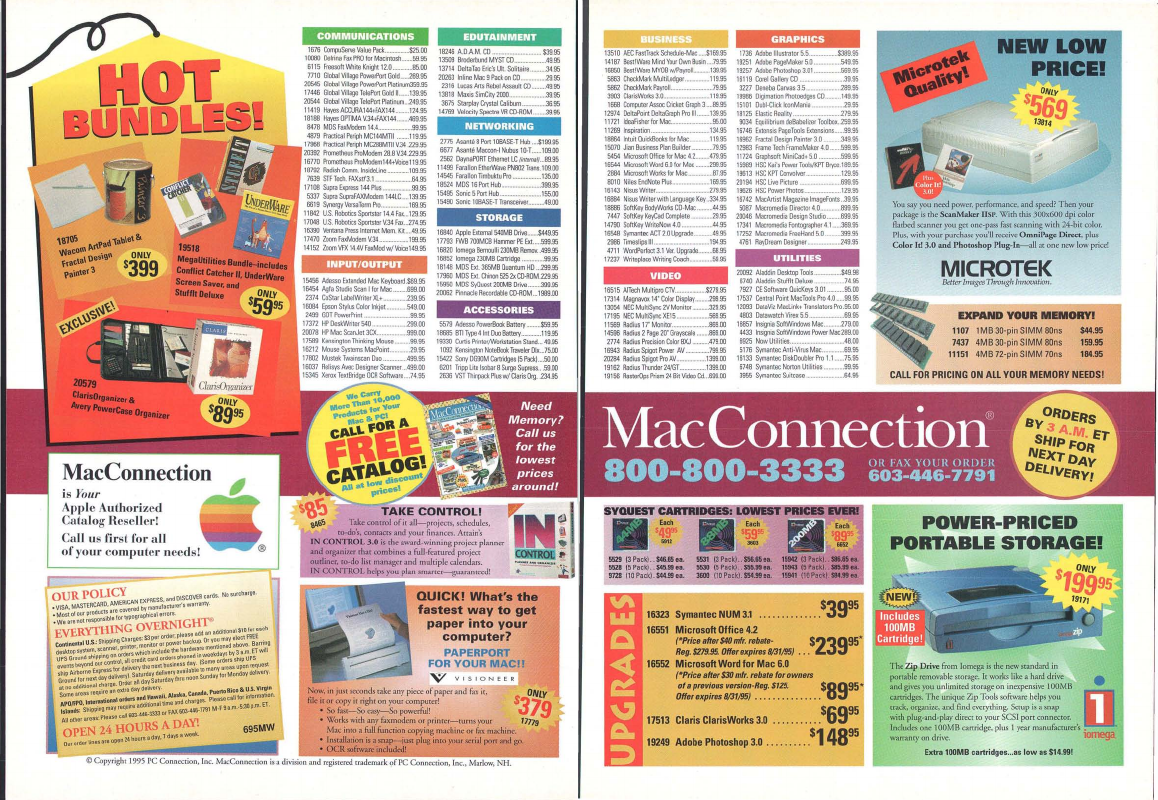 HOT
BUNDLES!
18705
Wacom ArtPad Tablet &
Fractal Design
Painter 3
ONLY
$399
19518
MegaUtilities Bundle–includes
Conflict Catcher II, UnderWare
Screen Saver, and
StuffIt Deluxe
ONLY
$59 95
EXCLUSIVE!
CLARIS
ClarisOrganizer
20579
ClarisOrganizer &
Avery PowerCase Organizer
ONLY
$89 95
COMMUNICATIONS
1676 CompuServe Value Pack $25.00
10080 Delrina Fax PRO for Macintosh 59.95
6115 Freesoft White Knight 12.0 85.00
7710 Global Village PowerPort Gold 269.95
20545 Global Village PowerPort Platinum 359.95
17446 Global Village TelePort Gold II 139.95
20544 Global Village TelePort Platinum 249.95
11419 Hayes ACCURA144+FAX144 124.95
18188 Hayes OPTIMA V.34+FAX144 469.95
8478 MDS FaxModem 14.4 99.95
4879 Practical Periph MC144MTII 119.95
17968 Practical Periph MC288MTII V.34 229.95
20392 Prometheus ProModem 28.8 V.34 229.95
16770 Prometheus ProModem144+Voice 119.95
18792 Radish Comm. InsideLine 109.95
7639 STF Tech. FAXstf 3.1 64.95
17108 Supra Express 144 Plus 99.95
5337 Supra SupraFAXModem 144LC 139.95
6619 Synergy VersaTerm Pro 169.95
11842 U.S. Robotics Sportster 14.4 Fax 129.95
7048 U.S. Robotics Sportster V.34 Fax 274.95
16390 Ventana Press Internet Mem. Kit 49.95
17470 Zoom FaxModem V.34 199.95
4152 Zoom VFX 14.4V FaxMod w/ Voice 149.95
INPUT/OUTPUT
15456 Adesso Extended Mac Keyboard $69.95
16454 Agfa Studio Scan I for Mac 699.00
2374 CoStar LabelWriter XL+ 239.95
16084 Epson Stylus Color Inkjet 549.00
2499 GDT PowerPrint 99.95
17372 HP DeskWriter 540 299.00
19078 HP Mac ScanJet 3CX 999.00
17589 Kensington Thinking Mouse 99.95
16212 Mouse Systems MacPoint 29.95
17802 Mustek Twainscan Duo 499.95
16037 Relisys Avec Designer Scanner 499.00
15345 Xerox TextBridge OCR Software 74.95
EDUTAINMENT
18246 A.D.A.M. CD $39.95
13509 Broderbund MYST CD 49.95
13714 DeltaTao Eric's Ult. Solitaire 34.95
20263 Inline Mac 9 Pack on CD 29.95
2316 Lucas Arts Rebel Assault CD 49.95
13818 Maxis SimCity 2000 39.95
3675 Starplay Crystal Calibum 36.95
14789 Velocity Spectre VR CD-ROM 39.95
NETWORKING
2775 Asanté 8 Port 10BASE-T Hub $199.95
6877 Asanté Maccon-i Nubus 10-T 109.00
2562 DaynaPORT Ethernet LC (internal) 89.95
11490 Farallon EtherWave PN802 Trans 109.00
14545 Farallon Timbuktu Pro 135.00
18524 MDS 16 Port Hub 399.95
15495 Sonic 5 Port Hub 155.00
15490 Sonic 10BASE-T Transceiver 49.00
STORAGE
16840 Apple External 540MB Drive $449.95
17703 FWB 700MC8 Hammer PE Ext 599.95
16820 Iomega Bernoulli 230MB Remov. 499.95
16852 Iomega 230MB Cartridge 99.95
18148 MDS Ext. 365MB Quantum HD 299.95
17960 MDS Ext. Chinon 525 2x CD-ROM 229.95
15960 MDS SyQuest 200MB Drive 399.95
20062 Pinnacle Recordable CD-ROM 1989.00
ACCESSORIES
5579 Adesso PowerBook Battery $59.95
18685 BTI Type 4 Int Duo Battery 119.95
19330 Curtis Printer/Workstation Stand 49.95
1092 Kensington NoteBook Traveler Dlx 75.00
15422 Sony D690M Cartridges (5 Pack) 50.00
6201 Tripp Lite Isobar 8 Surge Supress 59.00
2636 VST Thinpack Plus w/ Claris Org 234.95
We Carry
More Than 10,000
Products for Your
Mac & PC!
CALL FOR A
FREE
CATALOG!
All at low discount
prices!
MacConnection
Need
Memory?
Call us
for the
lowest
prices
around!
MacConnection
is Your
Apple Authorized
Catalog Reseller!
Call us first for all
of your computer needs!
$85
8465
TAKE CONTROL!
Take control of it all—projects, schedules,
to-do's, contacts and your finances. Attain's
IN CONTROL 3.0 is the award-winning project planner
and organizer that combines a full-featured project
outliner, to-do list manager and multiple calendars.
IN CONTROL helps you plan smarter—guaranteed!
IN
CONTROL
OUR POLICY
• VISA, MASTERCARD, AMERICAN EXPRESS, and DISCOVER cards. No surcharge.
• Most of our products are covered by manufacturer's warranty.
• We are not responsible for typographical errors.
EVERYTHING OVERNIGHT®
Continental U.S.: Shipping Charges: $3 per order; please add an additional $10 for each
desktop system, scanner, printer, monitor or power backup. Or you may elect FREE
UPS Ground shipping on orders which include the hardware mentioned above. Barring
events beyond our control, all credit card orders phoned in weekdays by 3 a.m. ET will
ship Airborne Express for delivery the next business day. (Some orders ship UPS
Ground for next day delivery). Saturday delivery available to many areas upon request
at no additional charge. Order all day Saturday thru noon Sunday for Monday delivery.
Some areas require an extra day delivery.
APO/FPO, International orders and Hawaii, Alaska, Canada, Puerto Rico & U.S. Virgin
Islands: Shipping may require additional time and charges. Please call for information.
All other areas: Please call 603-446-3333 or FAX 603-446-7791 M-F 9 a.m.-5:30 p.m. ET.
OPEN 24 HOURS A DAY!
Our order lines are open 24 hours a day, 7 days a week.
695MW
QUICK! What's the
fastest way to get
paper into your
computer?
PAPERPORT
FOR YOUR MAC!!
VISIONEER
Now, in just seconds take any piece of paper and fax it,
file it or copy it right to your computer!
• So fast—So easy—So powerful!
• Works with any faxmodem or printer—turns your
Mac into a full function copying machine or fax machine.
• Installation is a snap—just plug into your serial port and go.
• OCR software included!
ONLY
$379
17779
© Copyright 1995 PC Connection, Inc. MacConnection is a division and registered trademark of PC Connection, Inc., Marlow, NH.
BUSINESS
13510 AEC FastTrack Schedule-Mac $169.95
14187 Best!Ware Mind Your Own Busin 79.95
16850 Best!Ware MYOB w/Payroll 139.95
5893 CheckMark MultiLedger 119.95
5862 CheckMark Payroll 79.95
3903 ClarisWorks 3.0 119.95
1668 Computer Assoc Cricket Graph 3 89.95
12974 DeltaPoint DeltaGraph Pro III 139.95
11721 IdeaFisher for Mac 95.00
11269 Inspiration 134.95
18864 Intuit QuickBooks for Mac 119.95
15070 Jian Business Plan Builder 79.95
5454 Microsoft Office for Mac 4.2 479.95
16544 Microsoft Word 6.0 for Mac 299.95
2884 Microsoft Works for Mac 87.95
8010 Niles EndNote Plus 169.95
16143 Nisus Writer 279.95
16884 Nisus Writer with Language Key 334.95
18886 SoftKey BodyWorks CD-Mac 44.95
7447 SoftKey KeyCad Complete 29.95
14790 SoftKey WriteNow 4.0 44.95
16548 Symantec ACT 2.0 Upgrade 49.95
2986 Timeslips III 194.95
4711 WordPerfect 3.1 Ver. Upgrade 68.95
17237 Writeplace Writing Coach 59.95
VIDEO
16515 AITech Multipro CTV $279.95
17314 Magnavox 14" Color Display 298.95
13054 NEC MultiSync 2V Monitor 329.95
17195 NEC MultiSync XE15 569.95
11569 Radius 17" Monitor 869.00
14598 Radius 2 Page 20" Grayscale 869.00
2774 Radius Precision Color 8XJ 479.00
16943 Radius Spigot Power AV 799.95
20284 Radius Spigot Pro AV 1399.00
19162 Radius Thunder 24/GT 1399.00
19156 RasterOps Prism 24 Bit Video Cd 699.00
GRAPHICS
1736 Adobe Illustrator 5.5 $389.95
19251 Adobe PageMaker 5.0 549.95
19257 Adobe Photoshop 3.01 569.95
16119 Corel Gallery CD 39.95
3227 Deneba Canvas 3.5 289.95
19986 Digimation Photoedges CD 149.95
15101 Dubl-Click IconMania 29.95
18125 Elastic Reality 279.95
9034 Equilibrium deBabelizer Toolbox 259.95
15746 Extensis PageTools Extensions 99.95
19982 Fractal Design Painter 3.0 349.95
12983 Frame Tech FrameMaker 4.0 599.95
11724 Graphsoft MiniCad+ 5.0 599.95
15989 HSC Kai's Power Tools/KPT Bryce 189.95
19613 HSC KPT Convolver 129.95
20194 HSC Live Picture 699.95
19626 HSC Power Photos 129.95
16742 MacArtist Magazine ImageFonts 39.95
9067 Macromedia Director 4.0 899.95
20046 Macromedia Design Studio 699.95
17341 Macromedia Fontographer 4.1 369.95
17252 Macromedia FreeHand 5.0 399.95
4761 RayDream Designer 249.95
UTILITIES
20092 Aladdin Desktop Tools $49.98
6740 Aladdin StuffIt Deluxe 74.95
7927 CE Software QuicKeys 3.01 95.00
17537 Central Point MacTools Pro 4.0 99.95
12093 DataViz MacLink+ Translators Pro 95.00
4803 Datawatch Virex 5.5 69.95
18857 Insignia SoftWindows Mac 279.00
4433 Insignia SoftWindows Power Mac 289.00
9925 Now Utilities 48.00
5176 Symantec Anti-Virus Mac 69.95
18133 Symantec DiskDoubler Pro 1.1 75.95
6748 Symantec Norton Utilities 99.95
3955 Symantec Suitcase 64.95
Microtek
Quality!
NEW LOW
PRICE!
ONLY
$569
13814
Plus
Color It!
3.0!
You say you need power, performance, and speed? Then your
package is the ScanMaker IISP. With this 300x600 dpi color
flatbed scanner you get one-pass fast scanning with 24-bit color.
Plus, with your purchase you'll receive OmniPage Direct, plus
Color It! 3.0 and Photoshop Plug-In—all at one new low price!
MICROTEK
Better Images Through Innovation.
EXPAND YOUR MEMORY!
1107 1MB 30-pin SIMM 80ns $44.95
7437 4MB 30-pin SIMM 80ns 159.95
11151 4MB 72-pin SIMM 70ns 184.95
CALL FOR PRICING ON ALL YOUR MEMORY NEEDS!
MacConnection®
800-800-3333
OR FAX YOUR ORDER
603-446-7791
ORDERS
BY 3 A.M. ET
SHIP FOR
NEXT DAY
DELIVERY!
SYQUEST CARTRIDGES: LOWEST PRICES EVER!
44MB
Each
$49 95
5912
88MB
Each
$59 95
3603
200MB
Each
$89 95
6652
5529 (3 Pack) $46.65 ea.
5528 (5 Pack) $45.99 ea.
9728 (10 Pack) $44.99 ea.
5531 (3 Pack) $56.65 ea.
5530 (5 Pack) $55.99 ea.
3600 (10 Pack) $54.99 ea.
15942 (3 Pack) $86.65 ea.
15943 (5 Pack) $85.99 ea.
15941 (10 Pack) $84.99 ea.
UPGRADES
16323 Symantec NUM 3.1 $39 95
16551 Microsoft Office 4.2
(*Price after $40 mfr. rebate-
Reg. $279.95. Offer expires 8/31/95) $239 95*
16552 Microsoft Word for Mac 6.0
(*Price after $30 mfr. rebate for owners
of a previous version-Reg. $125.
Offer expires 8/31/95) $89 95*
17513 Claris ClarisWorks 3.0 $69 95
19249 Adobe Photoshop 3.0 $148 95
POWER-PRICED
PORTABLE STORAGE!
ONLY
$199 95
19171
NEW!
Includes
100MB
Cartridge!
zip
The Zip Drive from Iomega is the new standard in
portable removable storage. It works like a hard drive
and gives you unlimited storage on inexpensive 100MB
cartridges. The unique Zip Tools software helps you
track, organize, and find everything. Setup is a snap
with plug-and-play direct to your SCSI port connector.
Includes one 100MB cartridge, plus 1 year manufacturer's
warranty on drive.
iomega
Extra 100MB cartridges...as low as $14.99!